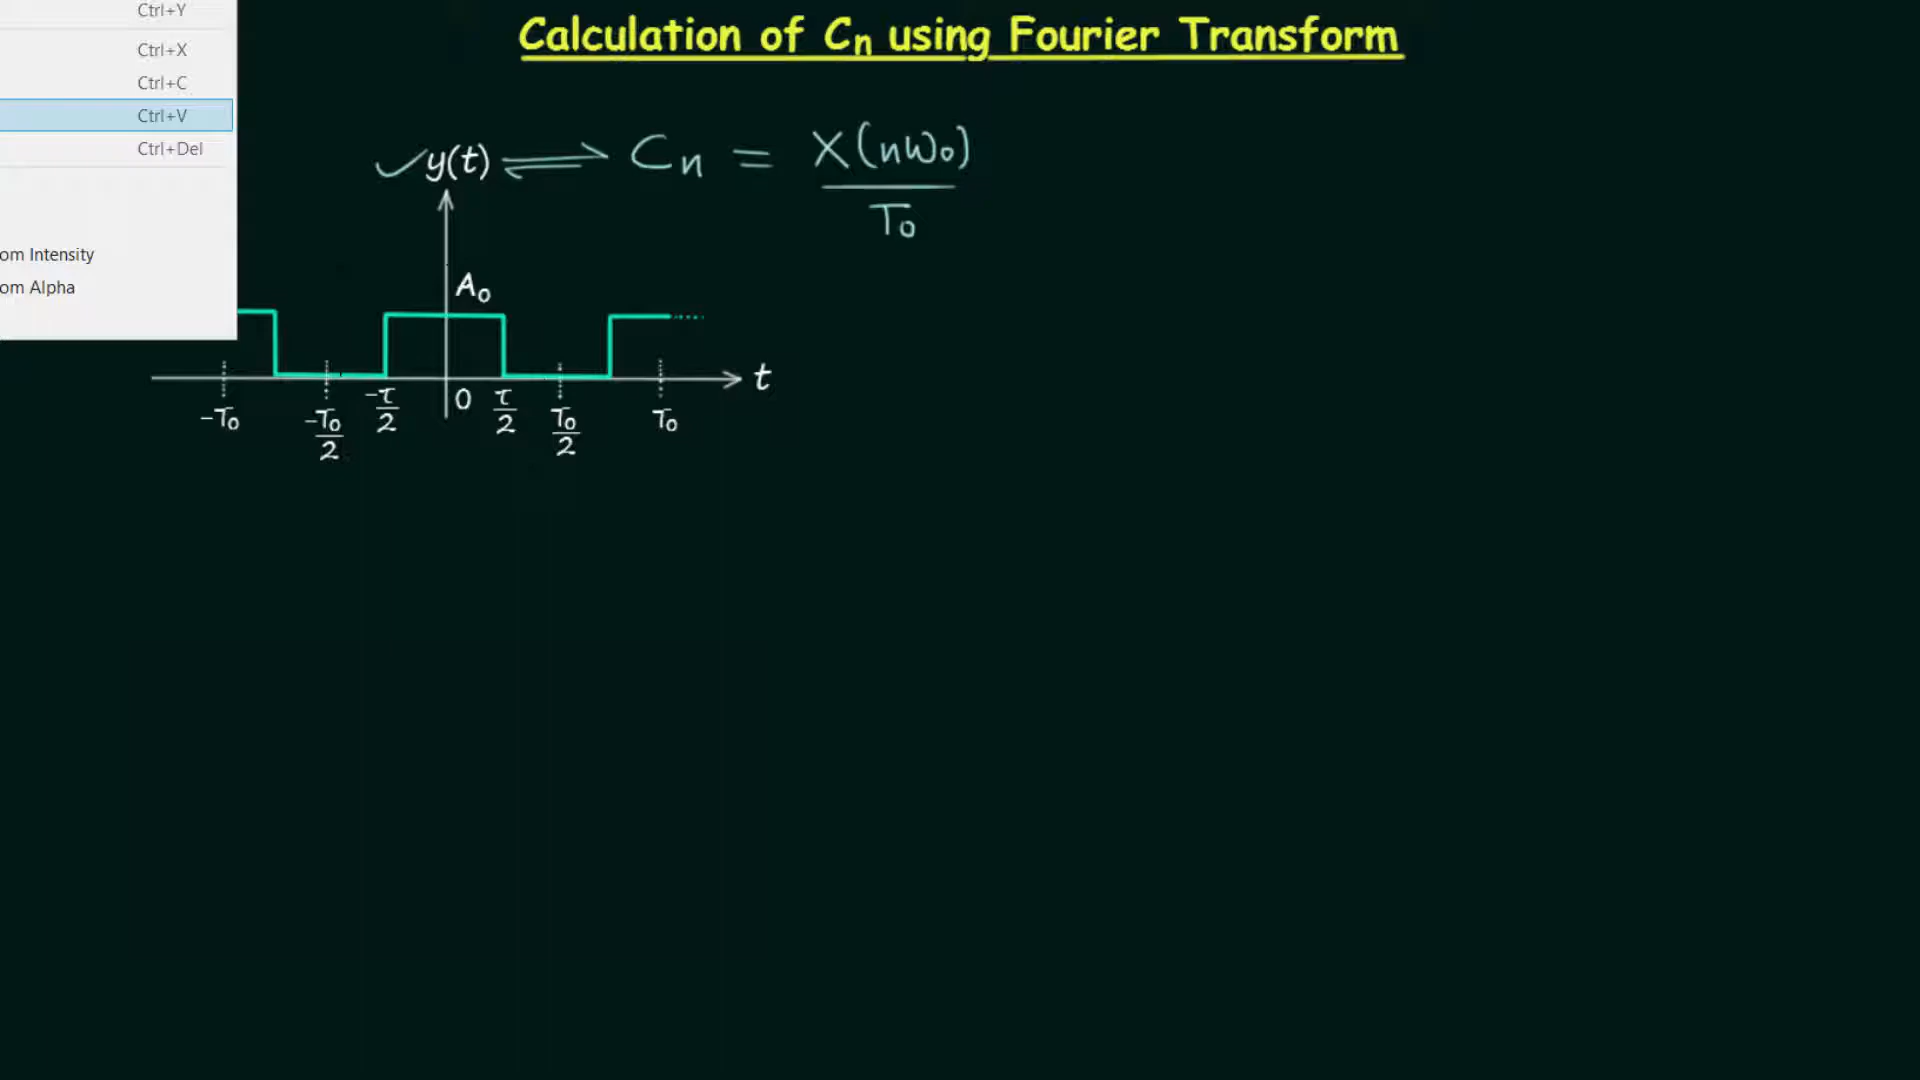 Ctrl+Y
Calculation of Cn using Fourier Transform
Ctrl+X
Ctrl+C
Ctrl+V
Ctrl+Del
✓y(t) ⇌ Cn = X(nω₀)
T₀
om Intensity
om Alpha
A₀
t
-T₀ -T₀/2 -τ/2 0 τ/2 T₀/2 T₀